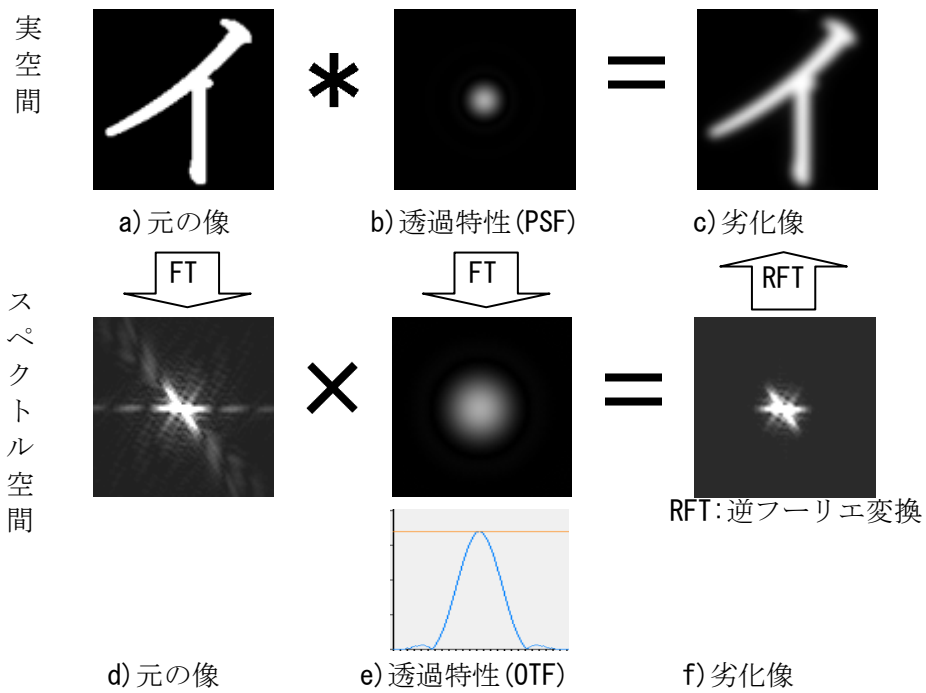 実空間
イ
*
=
イ
a)元の像
b)透過特性(PSF)
c)劣化像
FT
FT
RFT
スペクトル空間
×
=
RFT:逆フーリエ変換
d)元の像
e)透過特性(OTF)
f)劣化像